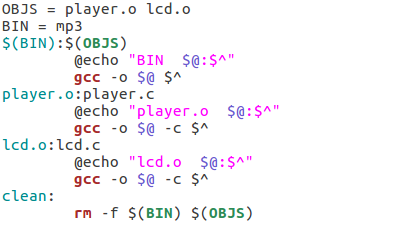 OBJS = player.o lcd.o
BIN = mp3
$(BIN):$(OBJS)
        @echo "BIN  $@:$^"
        gcc -o $@ $^
player.o:player.c
        @echo "player.o  $@:$^"
        gcc -o $@ -c $^
lcd.o:lcd.c
        @echo "lcd.o  $@:$^"
        gcc -o $@ -c $^
clean:
        rm -f $(BIN) $(OBJS)